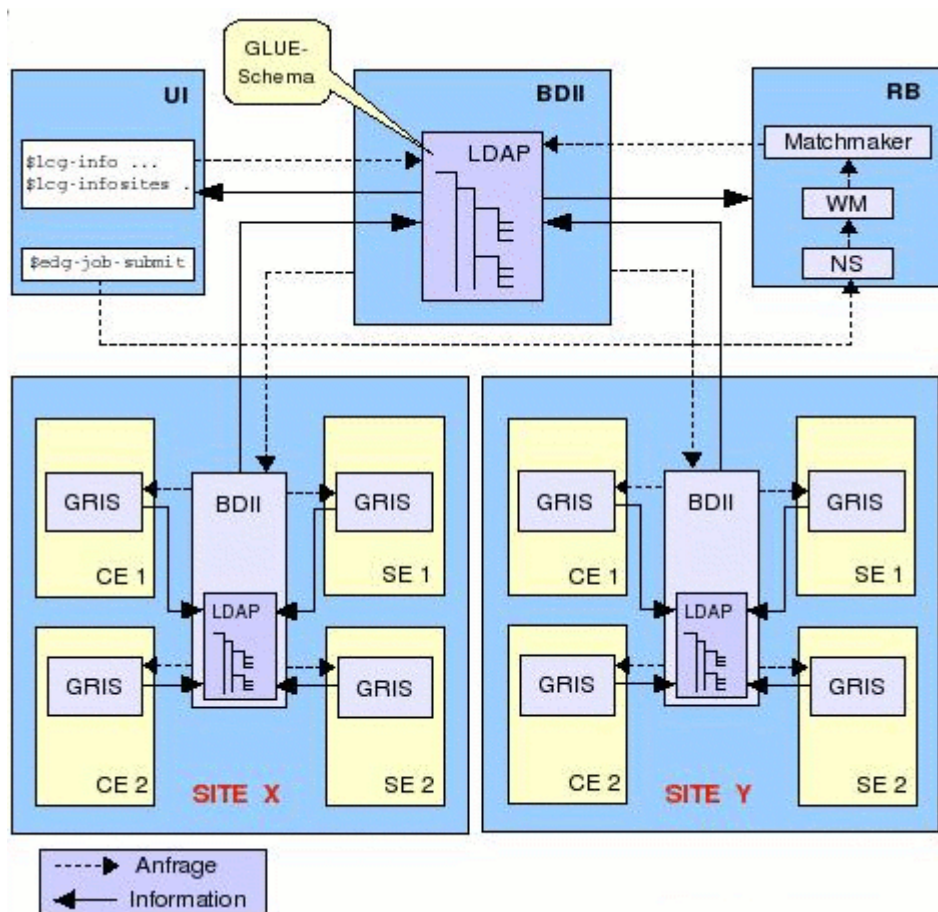 GLUE-
Schema
UI
BDII
RB
$lcg-info ...
$lcg-infosites .
$edg-job-submit
LDAP
Matchmaker
WM
NS
GRIS
CE 1
BDII
GRIS
SE 1
LDAP
GRIS
CE 2
GRIS
SE 2
SITE X
GRIS
CE 1
BDII
GRIS
SE 1
LDAP
GRIS
CE 2
GRIS
SE 2
SITE Y
Anfrage
Information